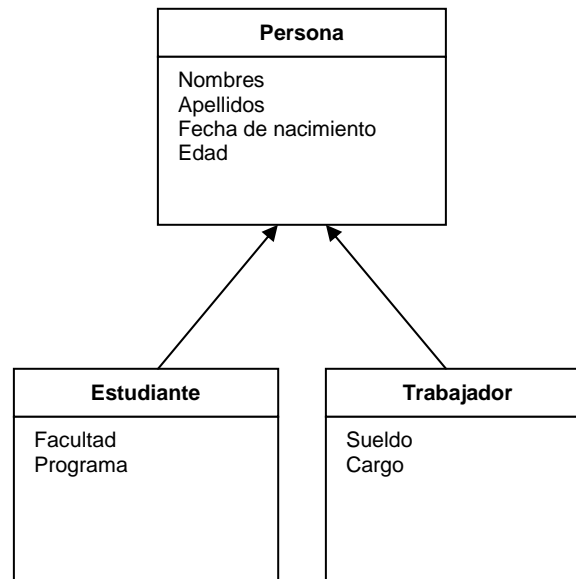 Persona
Nombres
Apellidos
Fecha de nacimiento
Edad
Estudiante
Facultad
Programa
Trabajador
Sueldo
Cargo